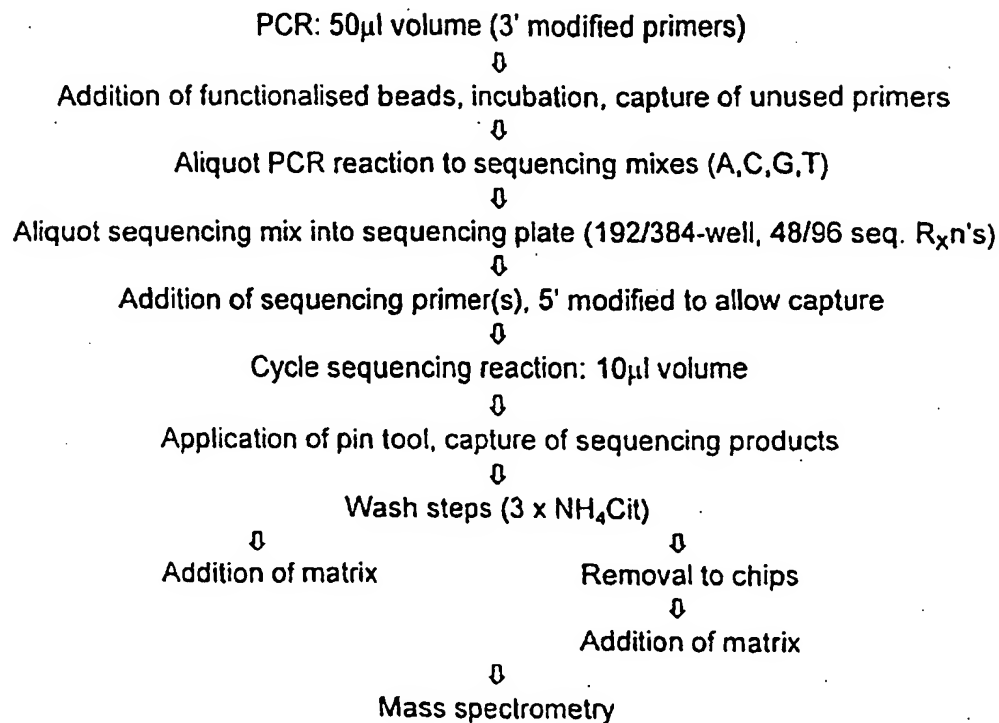 PCR: 50µl volume (3' modified primers)
⇩
Addition of functionalised beads, incubation, capture of unused primers
⇩
Aliquot PCR reaction to sequencing mixes (A,C,G,T)
⇩
Aliquot sequencing mix into sequencing plate (192/384-well, 48/96 seq. RXn's)
⇩
Addition of sequencing primer(s), 5' modified to allow capture
⇩
Cycle sequencing reaction: 10µl volume
⇩
Application of pin tool, capture of sequencing products
⇩
Wash steps (3 x NH4Cit)
⇩ ⇩
Addition of matrix Removal to chips
⇩
Addition of matrix
⇩
Mass spectrometry